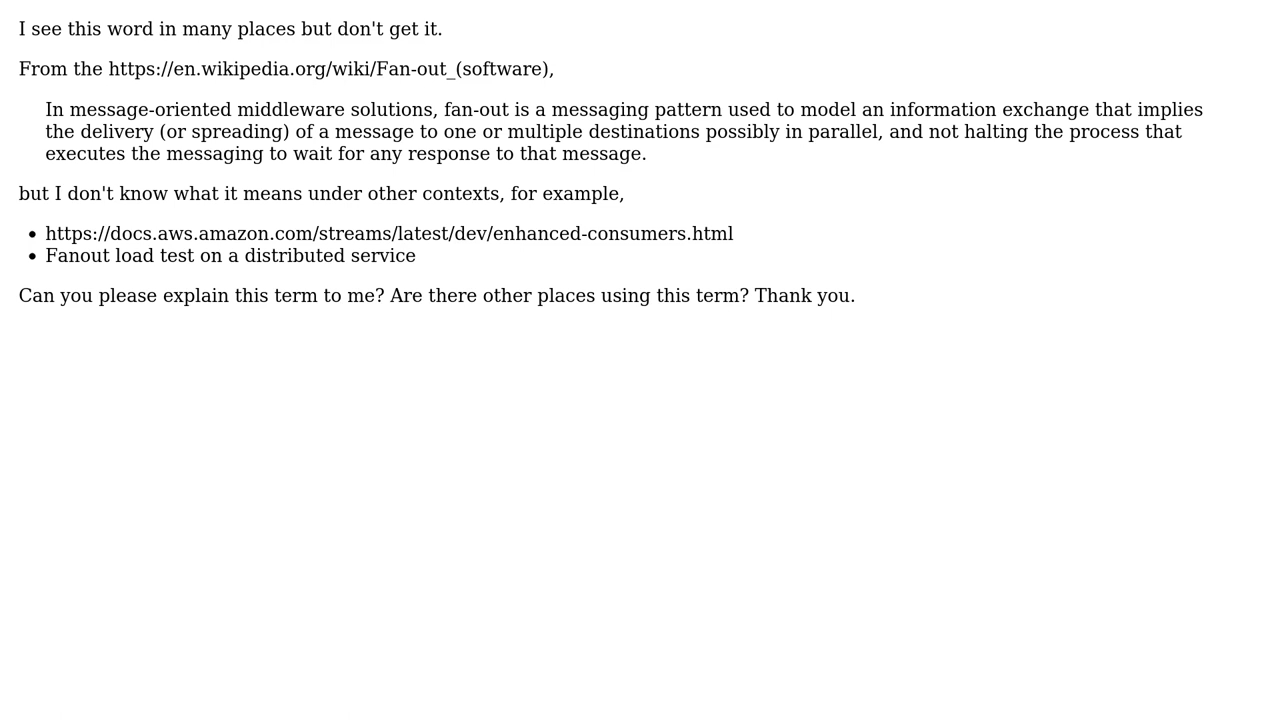 I see this word in many places but don't get it.
From the https://en.wikipedia.org/wiki/Fan-out_(software),
In message-oriented middleware solutions, fan-out is a messaging pattern used to model an information exchange that implies
the delivery (or spreading) of a message to one or multiple destinations possibly in parallel, and not halting the process that
executes the messaging to wait for any response to that message.
but I don't know what it means under other contexts, for example,
• https://docs.aws.amazon.com/streams/latest/dev/enhanced-consumers.html
• Fanout load test on a distributed service
Can you please explain this term to me? Are there other places using this term? Thank you.